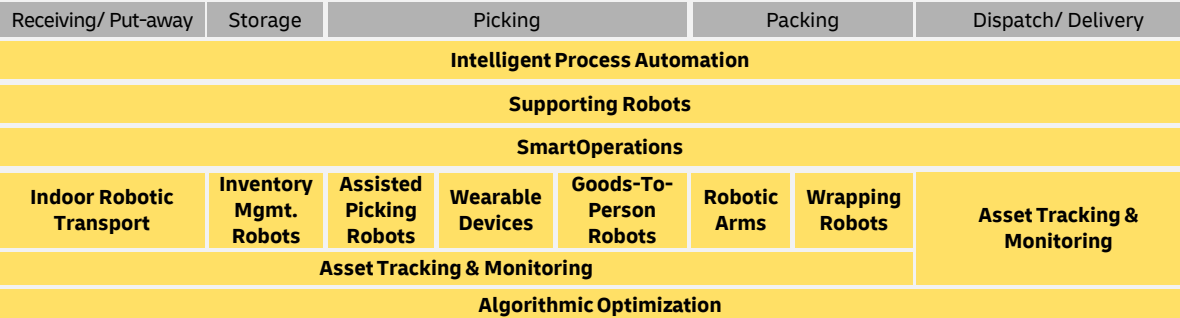 Receiving/ Put-away
Storage
Picking
Packing
Dispatch/ Delivery
Intelligent Process Automation
Supporting Robots
SmartOperations
Indoor Robotic
Transport
Inventory
Mgmt.
Robots
Assisted
Picking
Robots
Wearable
Devices
Goods-To-
Person
Robots
Robotic
Arms
Wrapping
Robots
Asset Tracking &
Monitoring
Asset Tracking & Monitoring
Algorithmic Optimization